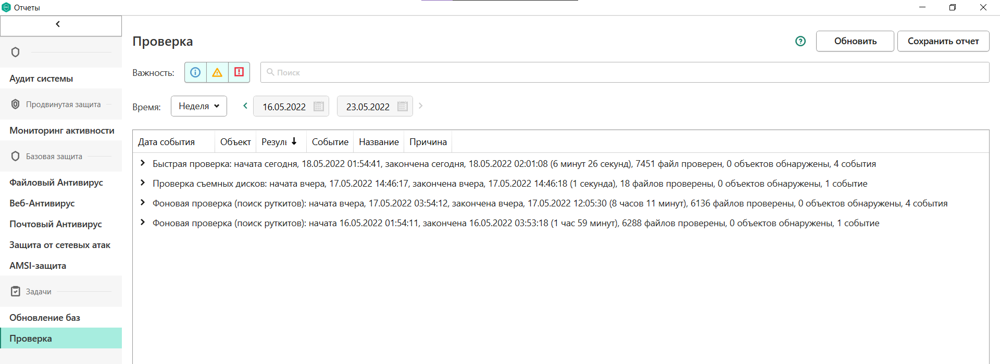 Отчеты
Проверка
Обновить
Сохранить отчет
Важность:
Поиск
Время:
Неделя
16.05.2022
23.05.2022
Аудит системы
Продвинутая защита
Мониторинг активности
Базовая защита
Файловый Антивирус
Веб-Антивирус
Почтовый Антивирус
Защита от сетевых атак
AMSI-защита
Задачи
Обновление баз
Проверка
Дата события Объект Резуль Событие Название Причина
Быстрая проверка: начата сегодня, 18.05.2022 01:54:41, закончена сегодня, 18.05.2022 02:01:08 (6 минут 26 секунд), 7451 файл проверен, 0 объектов обнаружены, 4 события
Проверка съемных дисков: начата вчера, 17.05.2022 14:46:17, закончена вчера, 17.05.2022 14:46:18 (1 секунда), 18 файлов проверены, 0 объектов обнаружены, 1 событие
Фоновая проверка (поиск руткитов): начата вчера, 17.05.2022 03:54:12, закончена вчера, 17.05.2022 12:05:30 (8 часов 11 минут), 6136 файлов проверены, 0 объектов обнаружены, 4 события
Фоновая проверка (поиск руткитов): начата 16.05.2022 01:54:11, закончена 16.05.2022 03:53:18 (1 час 59 минут), 6288 файлов проверены, 0 объектов обнаружены, 1 событие